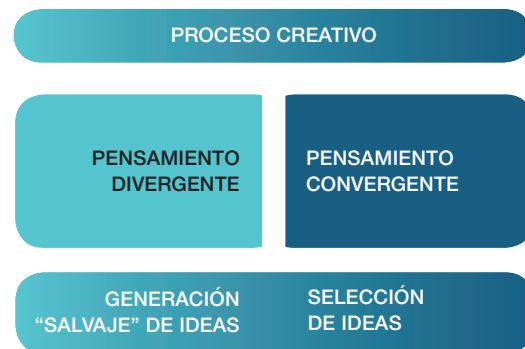 PROCESO CREATIVO
PENSAMIENTO
DIVERGENTE
PENSAMIENTO
CONVERGENTE
GENERACIÓN
“SALVAJE” DE IDEAS
SELECCIÓN
DE IDEAS